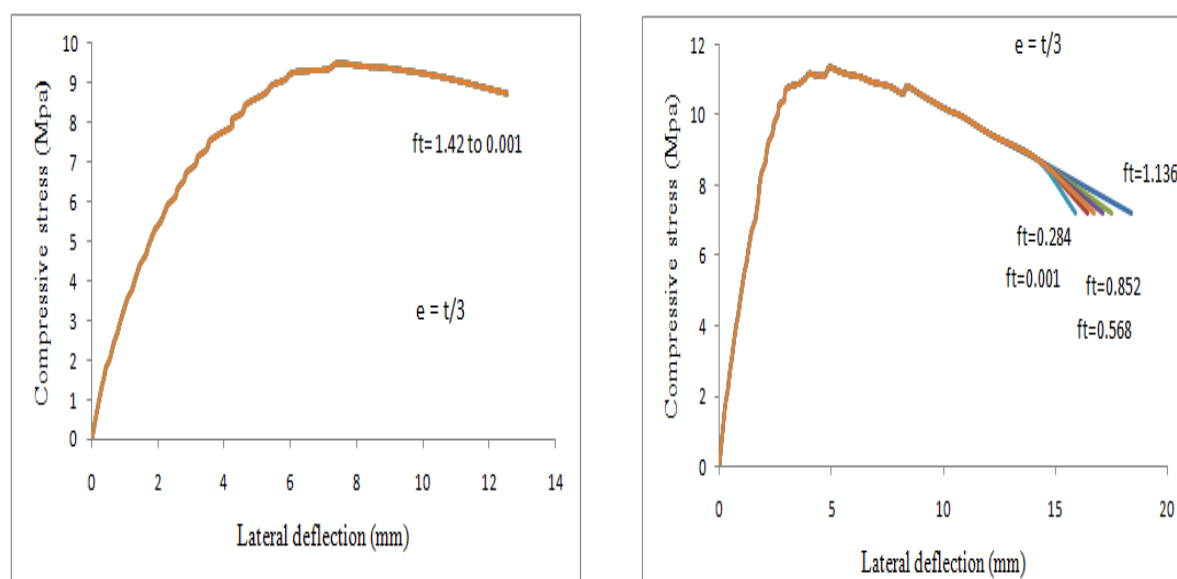 Compressive stress (Mpa)
10
9
8
7
6
5
4
3
2
1
0
ft= 1.42 to 0.001
e = t/3
0 2 4 6 8 10 12 14
Lateral deflection (mm)
e = t/3
Compressive stress (Mpa)
12
10
8
6
4
2
0
ft=1.136
ft=0.284
ft=0.001
ft=0.852
ft=0.568
0 5 10 15 20
Lateral deflection (mm)